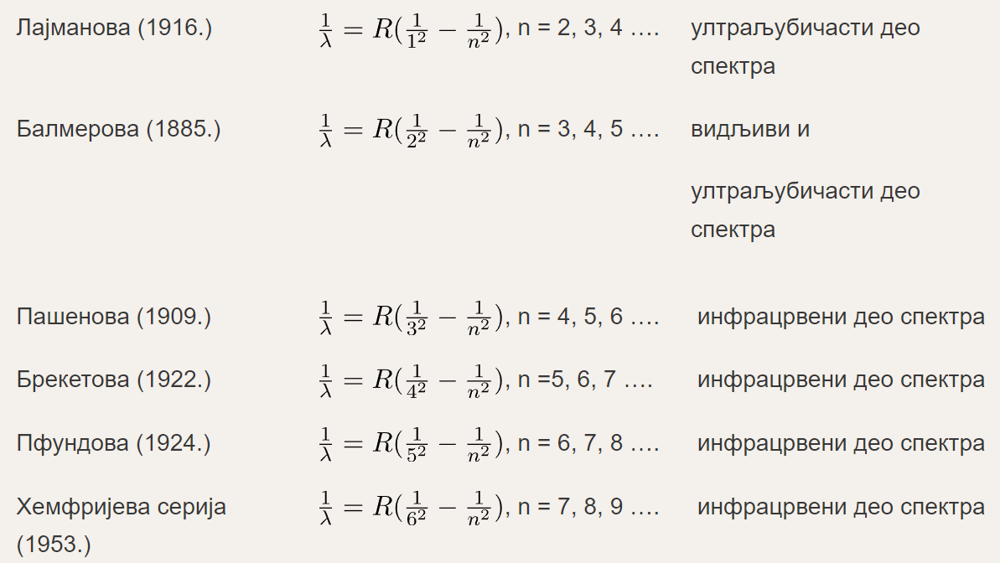 Лајманова (1916.) 1/λ = R(1/1² − 1/n²), n = 2, 3, 4 …. ултраљубичасти део
спектра
Балмерова (1885.) 1/λ = R(1/2² − 1/n²), n = 3, 4, 5 …. видљиви и
ултраљубичасти део
спектра
Пашенова (1909.) 1/λ = R(1/3² − 1/n²), n = 4, 5, 6 …. инфрацрвени део спектра
Брекетова (1922.) 1/λ = R(1/4² − 1/n²), n =5, 6, 7 …. инфрацрвени део спектра
Пфундова (1924.) 1/λ = R(1/5² − 1/n²), n = 6, 7, 8 …. инфрацрвени део спектра
Хемфријева серија 1/λ = R(1/6² − 1/n²), n = 7, 8, 9 …. инфрацрвени део спектра
(1953.)